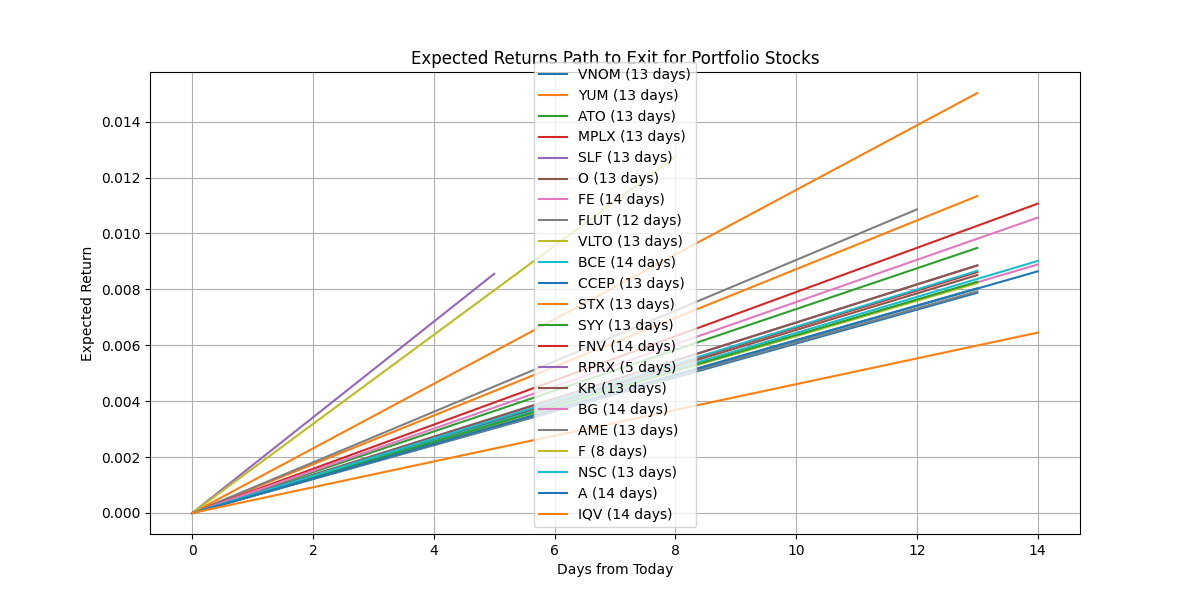 Expected Returns Path to Exit for Portfolio Stocks
VNOM (13 days)
YUM (13 days)
ATO (13 days)
MPLX (13 days)
SLF (13 days)
O (13 days)
FE (14 days)
FLUT (12 days)
VLTO (13 days)
BCE (14 days)
CCEP (13 days)
STX (13 days)
SYY (13 days)
FNV (14 days)
RPRX (5 days)
KR (13 days)
BG (14 days)
AME (13 days)
F (8 days)
NSC (13 days)
A (14 days)
IQV (14 days)
Expected Return
0.014
0.012
0.010
0.008
0.006
0.004
0.002
0.000
0 2 4 6 8 10 12 14
Days from Today